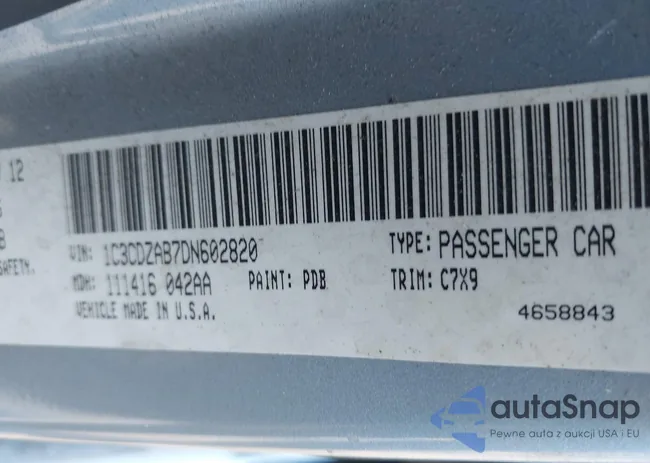 12
B
SAFETY.
VIN: 1C3CDZAB7DN602820
TYPE: PASSENGER CAR
MDH: 111416 042AA
PAINT: PDB
TRIM: C7X9
VEHICLE MADE IN U.S.A.
4658843
autaSnap
Pewne auta z aukcji USA i EU